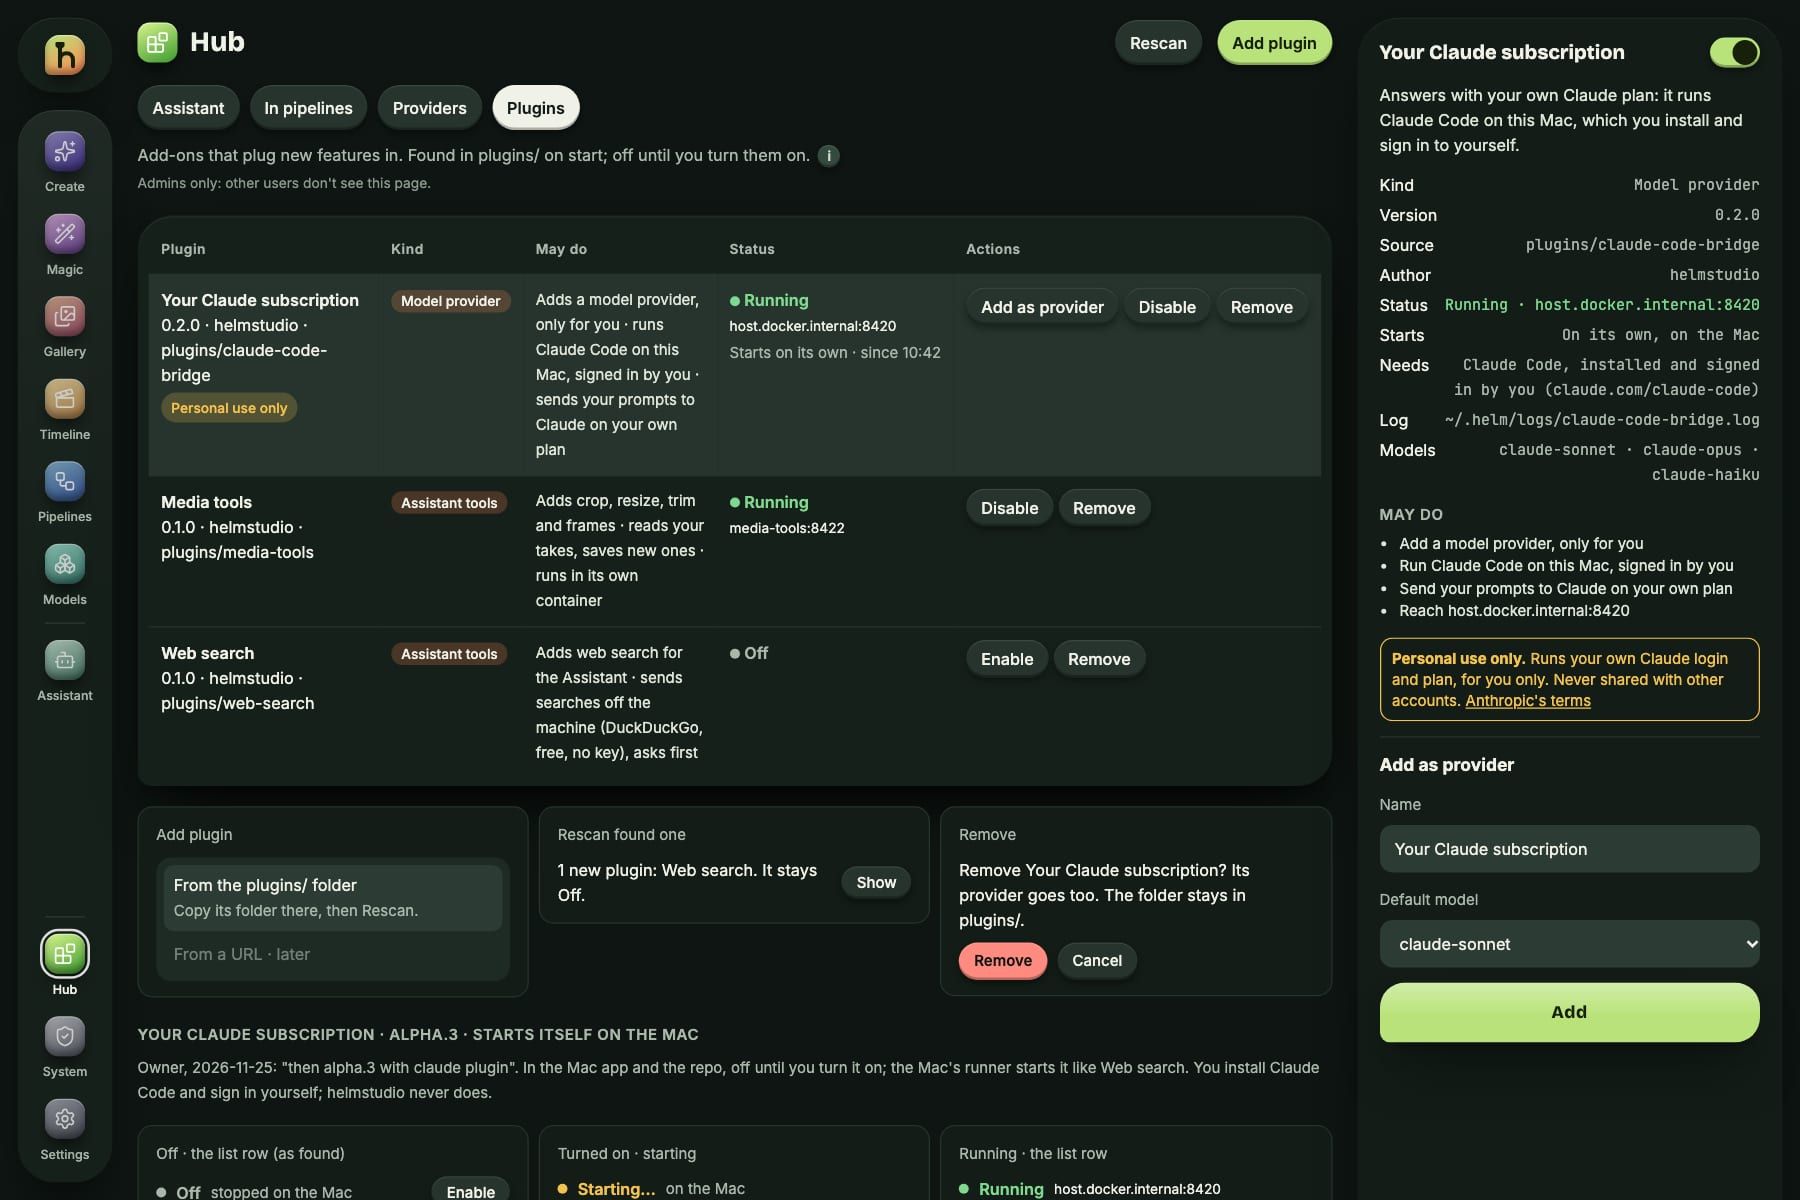 Hub
Rescan
Add plugin
Assistant
In pipelines
Providers
Plugins
Add-ons that plug new features in. Found in plugins/ on start; off until you turn them on. i
Admins only: other users don't see this page.
Create
Magic
Gallery
Timeline
Pipelines
Models
Assistant
Hub
System
Settings
Plugin
Kind
May do
Status
Actions
Your Claude subscription
0.2.0 · helmstudio ·
plugins/claude-code-
bridge
Personal use only
Model provider
Adds a model provider,
only for you · runs
Claude Code on this
Mac, signed in by you ·
sends your prompts to
Claude on your own
plan
Running
host.docker.internal:8420
Starts on its own · since 10:42
Add as provider
Disable
Remove
Media tools
0.1.0 · helmstudio ·
plugins/media-tools
Assistant tools
Adds crop, resize, trim
and frames · reads your
takes, saves new ones ·
runs in its own
container
Running
media-tools:8422
Disable
Remove
Web search
0.1.0 · helmstudio ·
plugins/web-search
Assistant tools
Adds web search for
the Assistant · sends
searches off the
machine (DuckDuckGo,
free, no key), asks first
Off
Enable
Remove
Add plugin
From the plugins/ folder
Copy its folder there, then Rescan.
From a URL · later
Rescan found one
1 new plugin: Web search. It stays
Off.
Show
Remove
Remove Your Claude subscription? Its
provider goes too. The folder stays in
plugins/.
Remove
Cancel
YOUR CLAUDE SUBSCRIPTION · ALPHA.3 · STARTS ITSELF ON THE MAC
Owner, 2026-11-25: "then alpha.3 with claude plugin". In the Mac app and the repo, off until you turn it on; the Mac's runner starts it like Web search. You install Claude
Code and sign in yourself; helmstudio never does.
Off · the list row (as found)
Off stopped on the Mac
Enable
Turned on · starting
Starting... on the Mac
Running · the list row
Running host.docker.internal:8420
Your Claude subscription
Answers with your own Claude plan: it runs
Claude Code on this Mac, which you install and
sign in to yourself.
Kind Model provider
Version 0.2.0
Source plugins/claude-code-bridge
Author helmstudio
Status Running · host.docker.internal:8420
Starts On its own, on the Mac
Needs Claude Code, installed and signed
in by you (claude.com/claude-code)
Log ~/.helm/logs/claude-code-bridge.log
Models claude-sonnet · claude-opus ·
claude-haiku
MAY DO
• Add a model provider, only for you
• Run Claude Code on this Mac, signed in by you
• Send your prompts to Claude on your own plan
• Reach host.docker.internal:8420
Personal use only. Runs your own Claude login
and plan, for you only. Never shared with other
accounts. Anthropic's terms
Add as provider
Name
Your Claude subscription
Default model
claude-sonnet
Add